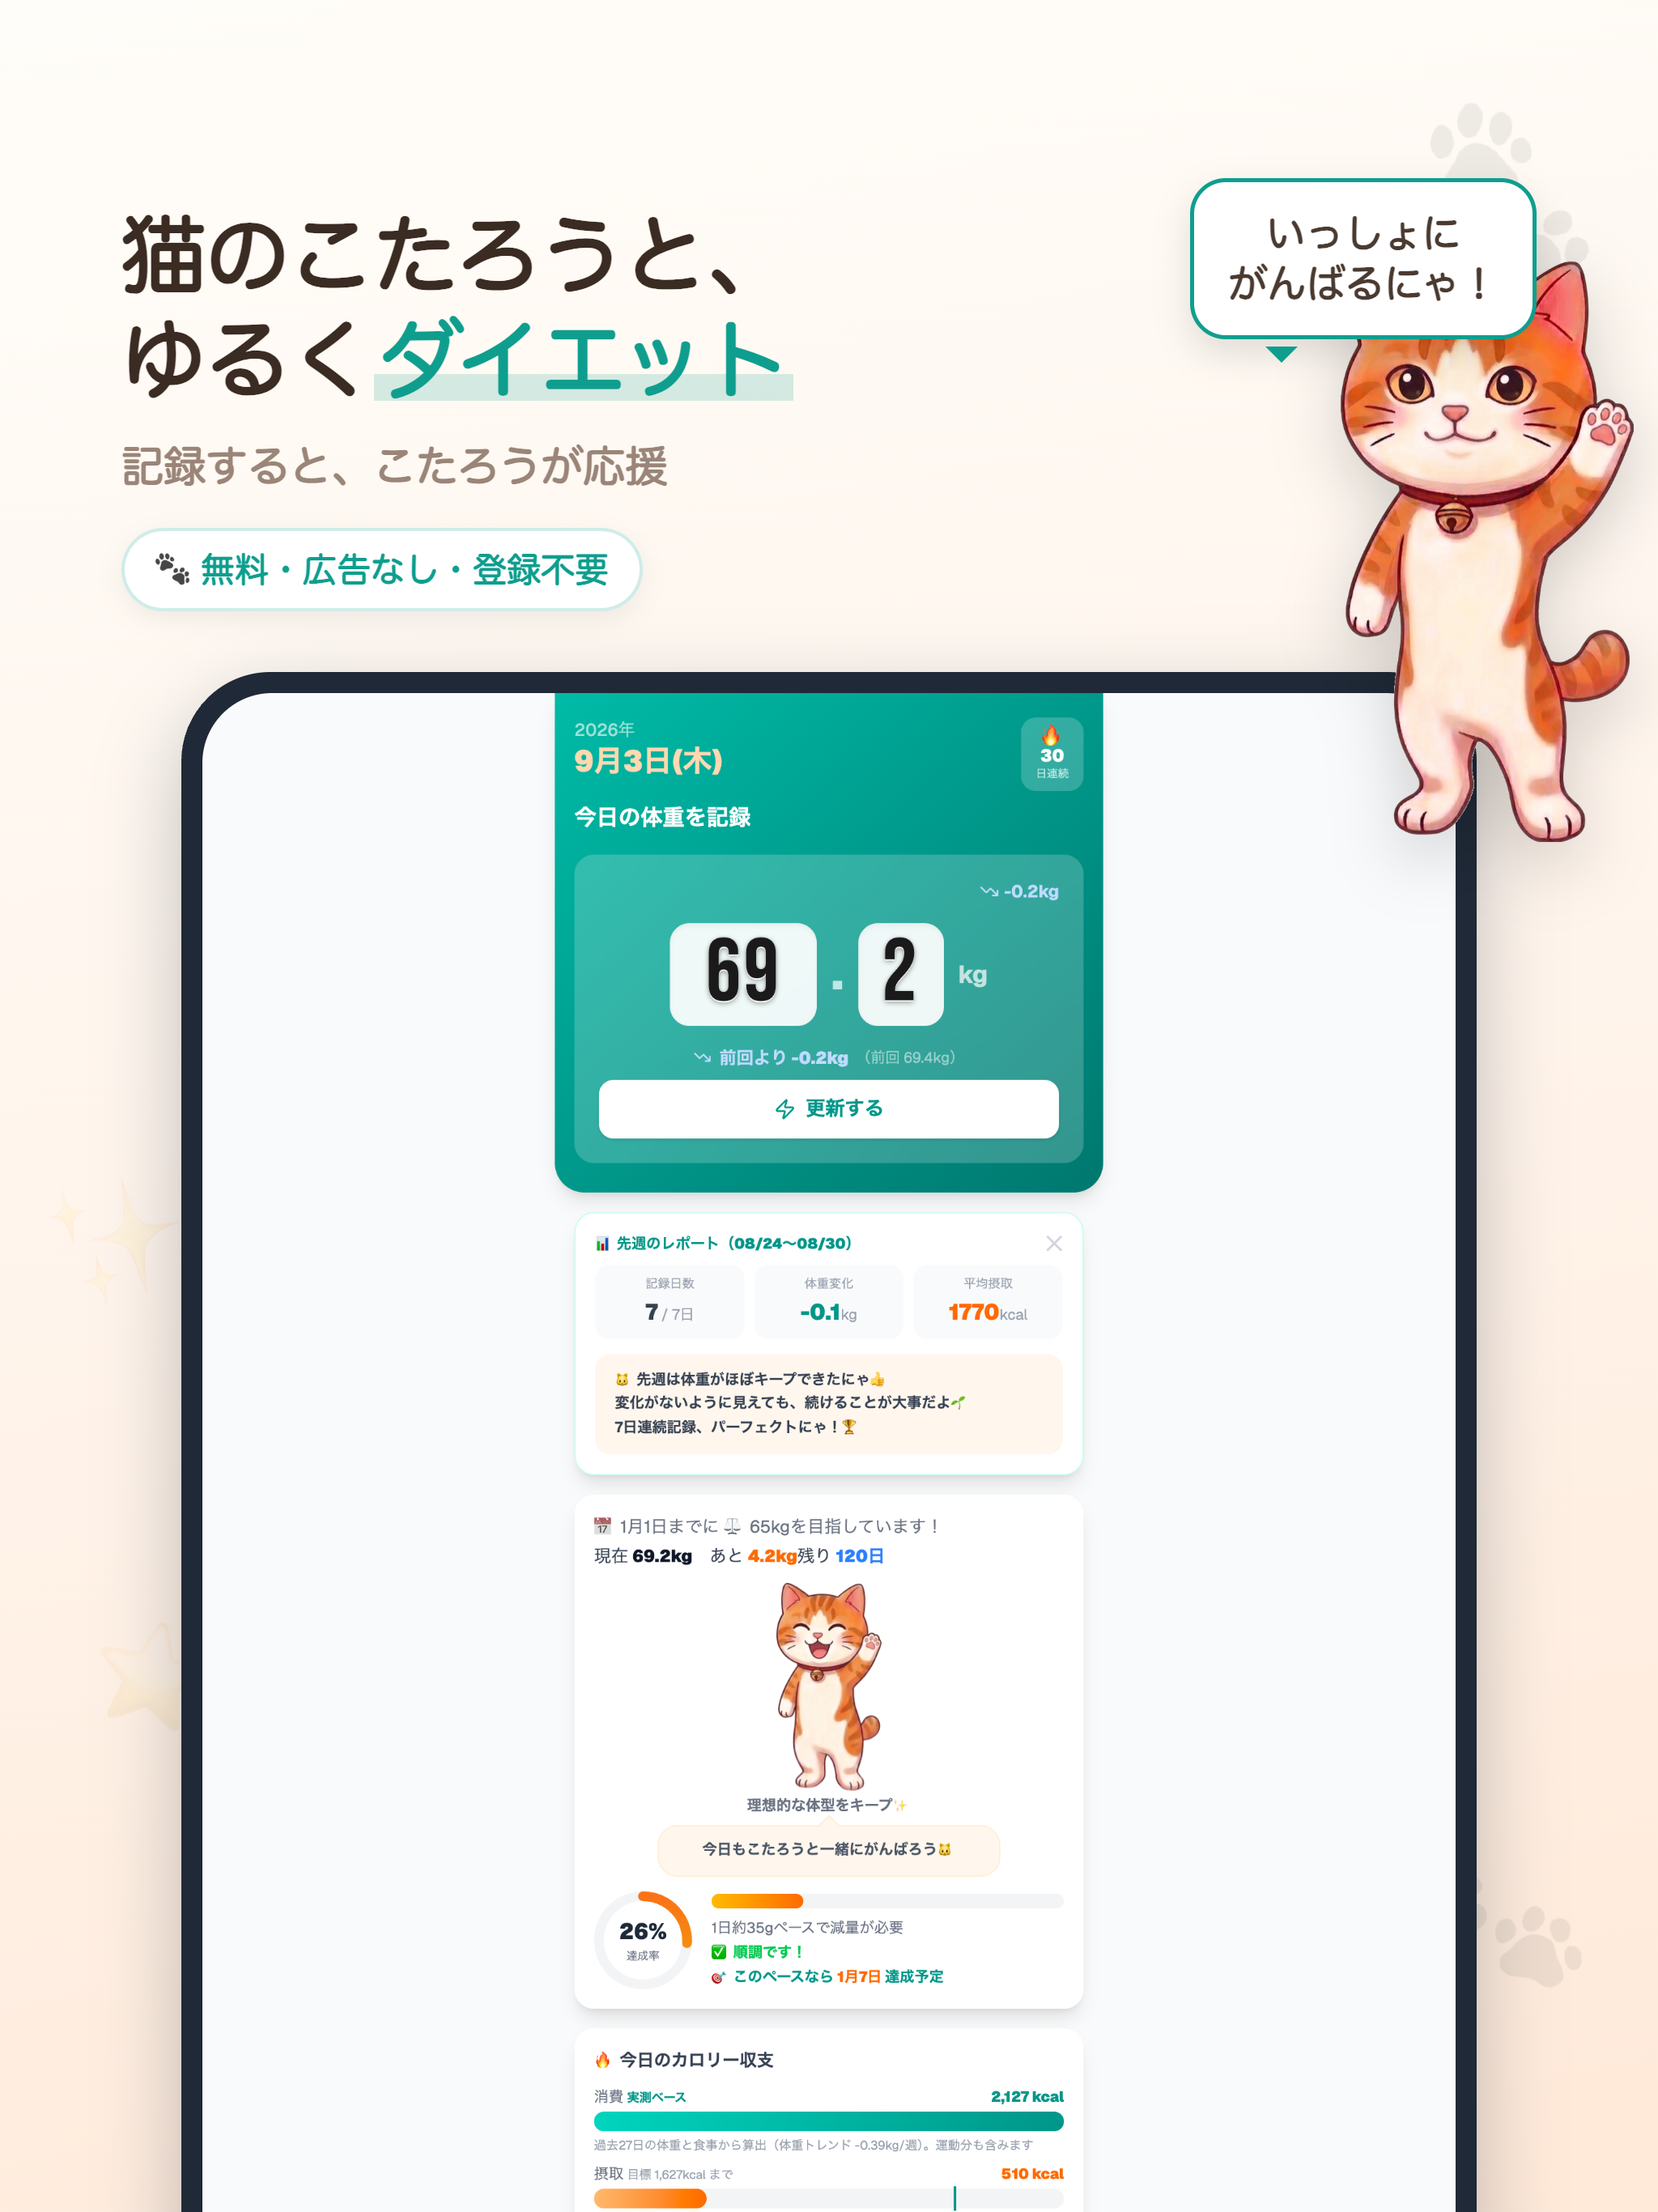 猫のこたろうと、
ゆるくダイエット
記録すると、こたろうが応援
🐾 無料・広告なし・登録不要
いっしょに
がんばるにゃ！
2026年
9月3日(木)
🔥
30
日連続
今日の体重を記録
-0.2kg
69.2 kg
前回より -0.2kg （前回 69.4kg）
更新する
📊 先週のレポート（08/24〜08/30）
記録日数
7 / 7日
体重変化
-0.1kg
平均摂取
1770kcal
🐱 先週は体重がほぼキープできたにゃ👍
変化がないように見えても、続けることが大事だよ🌱
7日連続記録、パーフェクトにゃ！🏆
📅 1月1日までに ⚖️ 65kgを目指しています！
現在 69.2kg あと 4.2kg残り 120日
理想的な体型をキープ✨
今日もこたろうと一緒にがんばろう🐱
26%
達成率
1日約35gペースで減量が必要
✅ 順調です！
🎯 このペースなら 1月7日 達成予定
🔥 今日のカロリー収支
消費 実測ベース 2,127 kcal
過去27日の体重と食事から算出（体重トレンド -0.39kg/週）。運動分も含みます
摂取 目標 1,627kcal まで 510 kcal